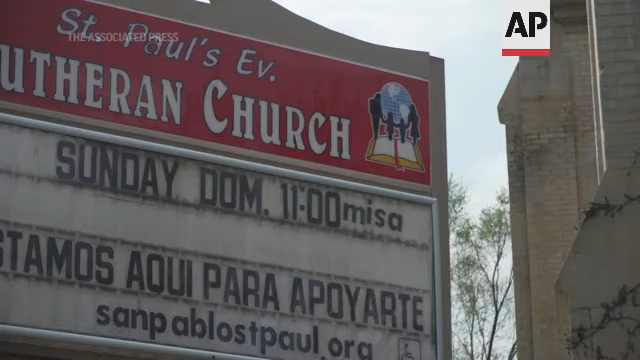 THE ASSOCIATED PRESS
AP
St. Paul's Ev.
UTHERAN CHURCH
SUNDAY DOM. 11:00misa
STAMOS AQUI PARA APOYARTE
sanpablostpaul.org